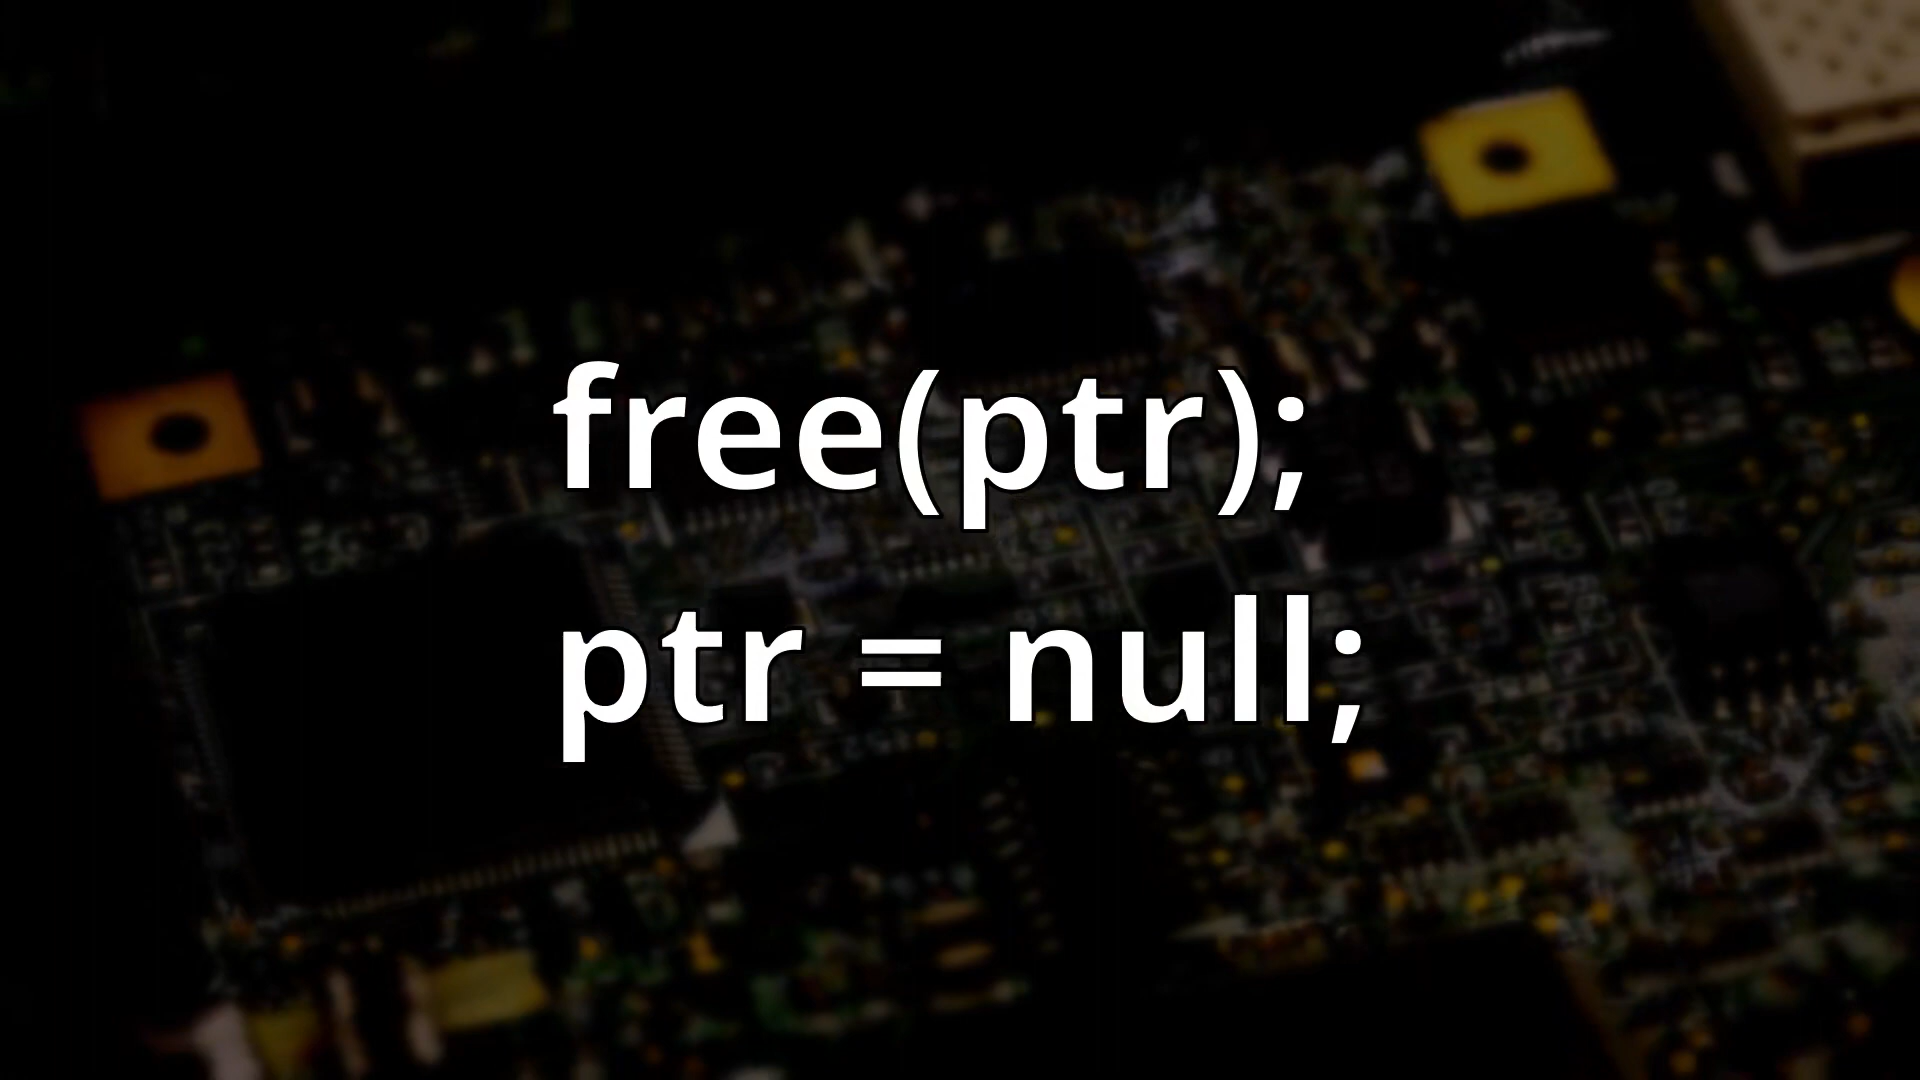 free(ptr);
ptr = null;